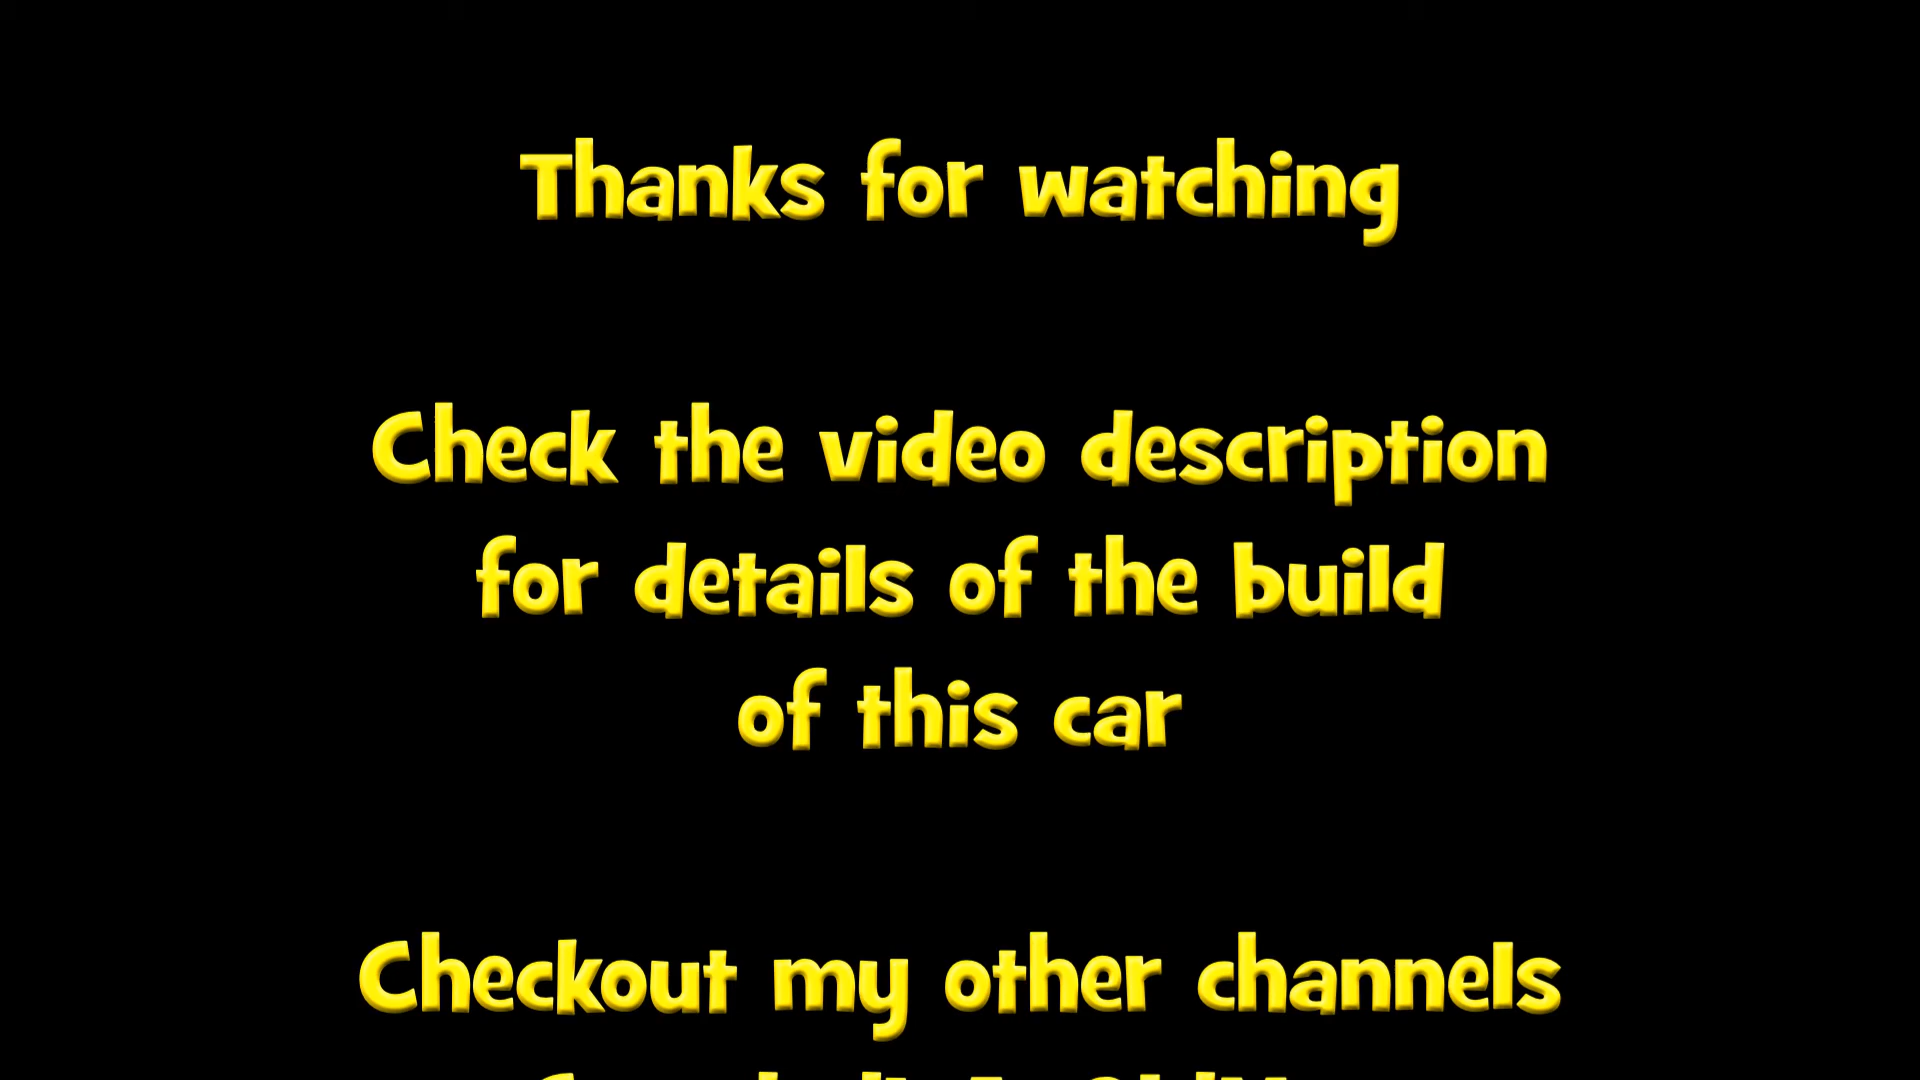 Thanks for watching
Check the video description
for details of the build
of this car
Checkout my other channels